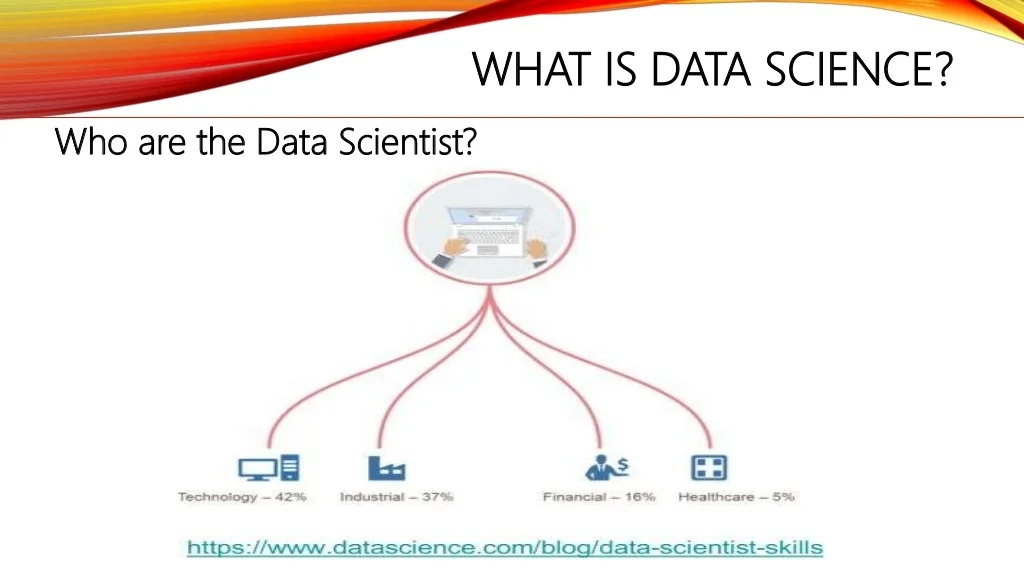 WHAT IS DATA SCIENCE?
Who are the Data Scientist?
Technology – 42% Industrial – 37% Financial – 16% Healthcare – 5%
https://www.datascience.com/blog/data-scientist-skills